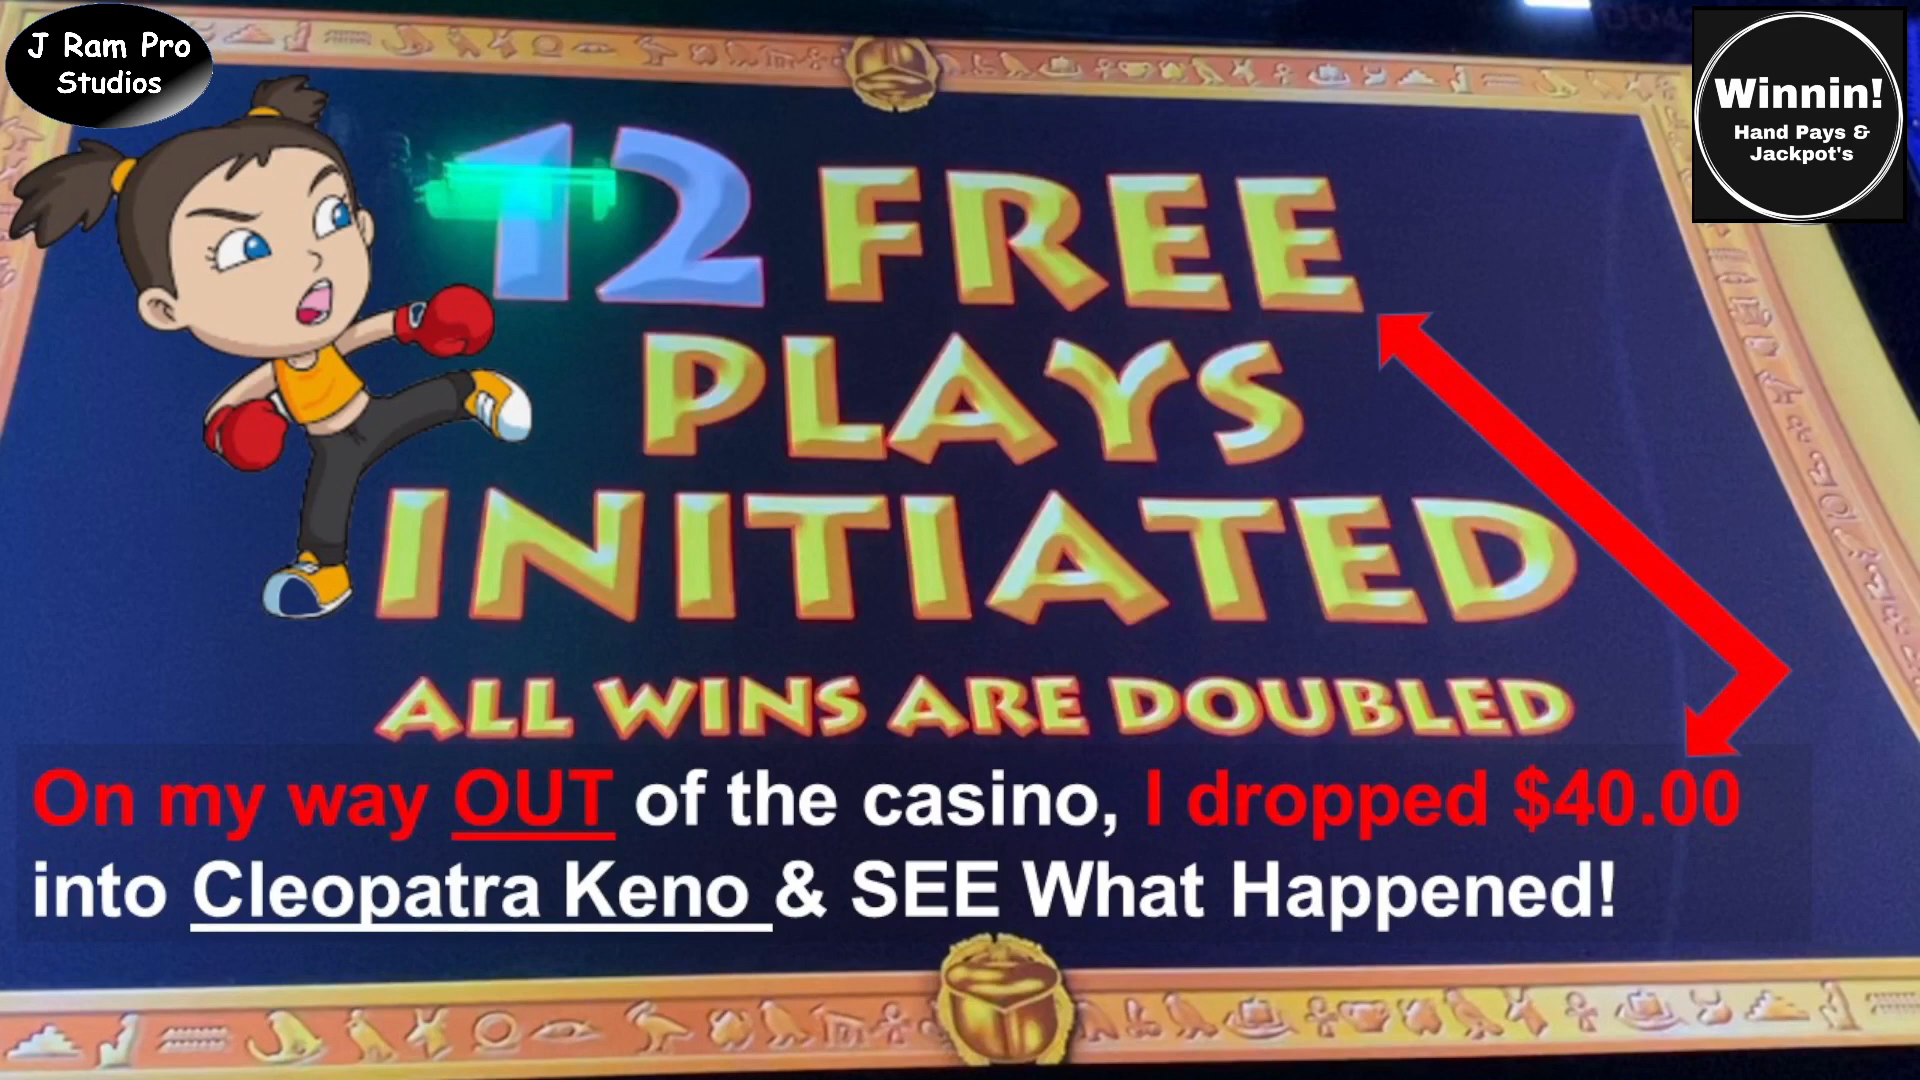 J Ram Pro
Studios
Winnin!
Hand Pays &
Jackpot's
12 FREE
PLAYS
INITIATED
ALL WINS ARE DOUBLED
On my way OUT of the casino, I dropped $40.00
into Cleopatra Keno & SEE What Happened!